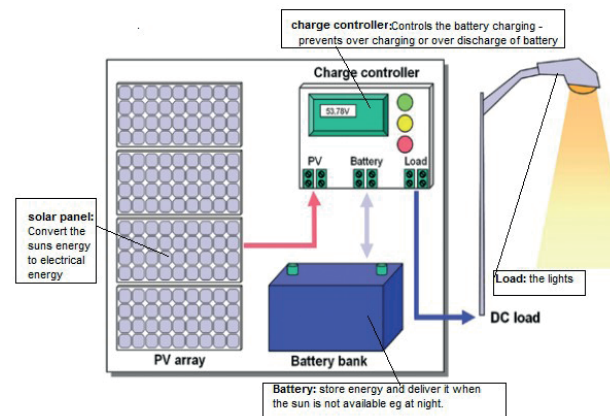 charge controller: Controls the battery charging -
prevents over charging or over discharge of battery
Charge controller
53.78V
PV Battery Load
solar panel:
Convert the
suns energy
to electrical
energy
Load: the lights
DC load
PV array
Battery bank
Battery: store energy and deliver it when
the sun is not available eg at night.